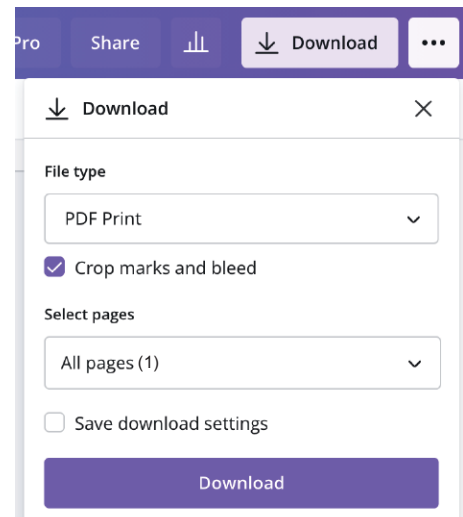 Pro Share Download
Download
File type
PDF Print
Crop marks and bleed
Select pages
All pages (1)
Save download settings
Download